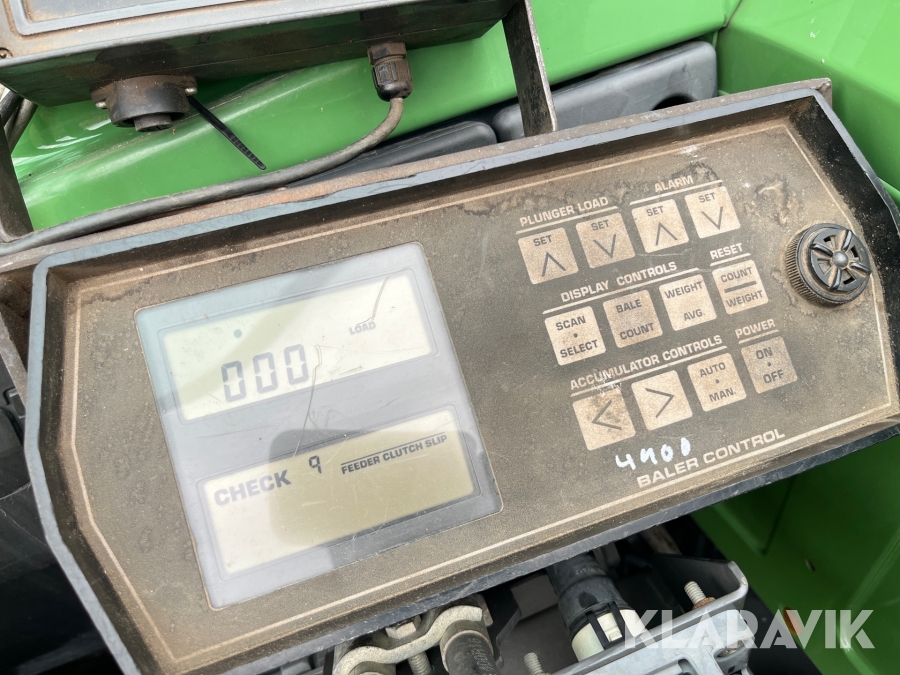 PLUNGER LOAD
ALARM
SET
SET
SET
SET
DISPLAY CONTROLS
RESET
SCAN
SELECT
BALE
COUNT
WEIGHT
AVG.
COUNT
WEIGHT
ACCUMULATOR CONTROLS
POWER
AUTO
MAN.
ON
OFF
4400
BALER CONTROL
LOAD
000
CHECK 9 FEEDER CLUTCH SLIP
KLARAVIK